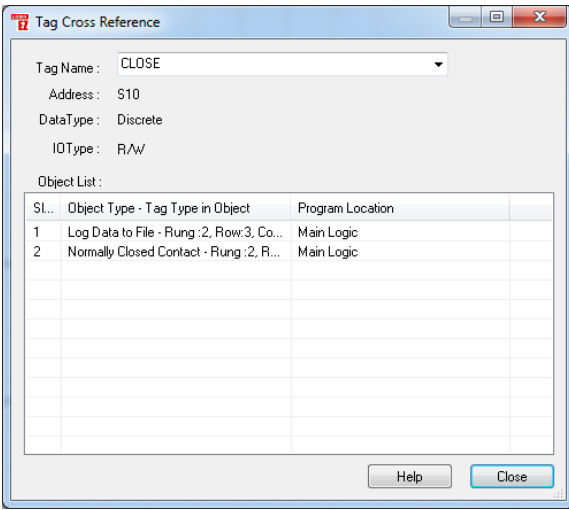 Tag Cross Reference
Tag Name : CLOSE
Address : S10
DataType : Discrete
IOType : R/W
Object List :
Sl... Object Type - Tag Type in Object Program Location
1 Log Data to File - Rung :2, Row:3, Co... Main Logic
2 Normally Closed Contact - Rung :2, R... Main Logic
Help Close